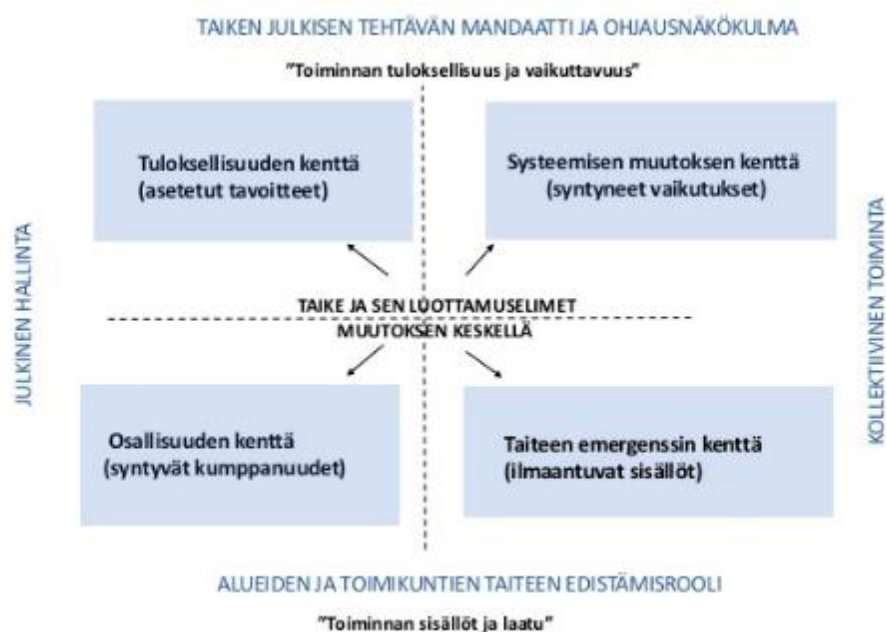 TAIKEN JULKISEN TEHTÄVÄN MANDAATTI JA OHJAUSNÄKÖKULMA
”Toiminnan tuloksellisuus ja vaikuttavuus”
Tuloksellisuuden kenttä
(asetetut tavoitteet)
Systeemisen muutoksen kenttä
(syntyneet vaikutukset)
JULKINEN HALLINTA
KOLLEKTIIVINEN TOIMINTA
TAIKE JA SEN LUOTTAMUSELIMET
MUUTOKSEN KESKELLÄ
Osallisuuden kenttä
(syntyvät kumppanuudet)
Taiteen emergenssin kenttä
(ilmaantuvat sisällöt)
ALUEIDEN JA TOIMIKUNTIEN TAITEEN EDISTÄMISROOLI
”Toiminnan sisällöt ja laatu”